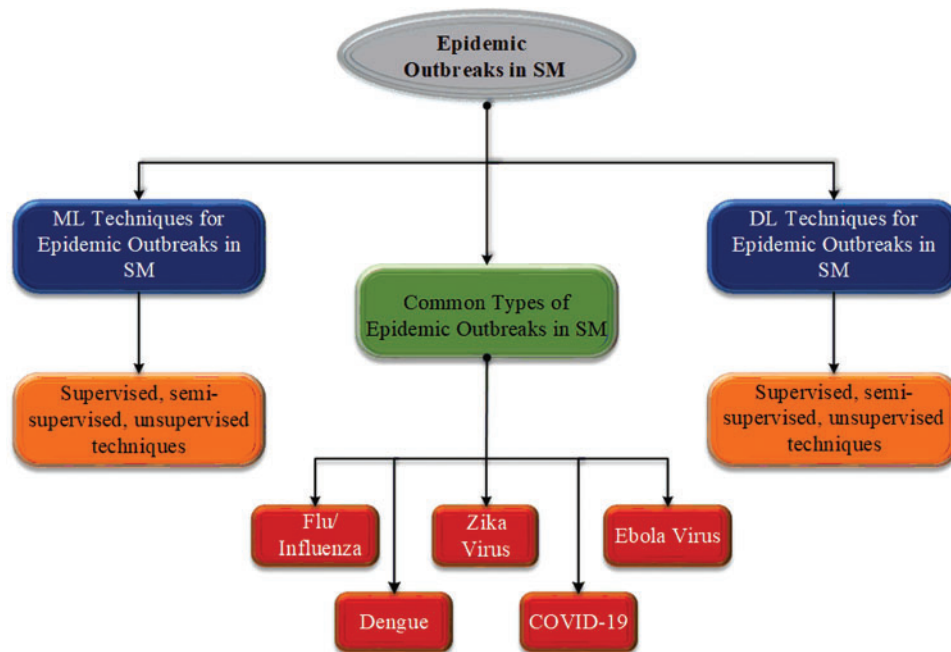 Epidemic
Outbreaks in SM
ML Techniques for
Epidemic Outbreaks in
SM
DL Techniques for
Epidemic Outbreaks in
SM
Common Types of
Epidemic Outbreaks in SM
Supervised, semi-
supervised, unsupervised
techniques
Supervised, semi-
supervised, unsupervised
techniques
Flu/
Influenza
Zika
Virus
Ebola Virus
Dengue
COVID-19